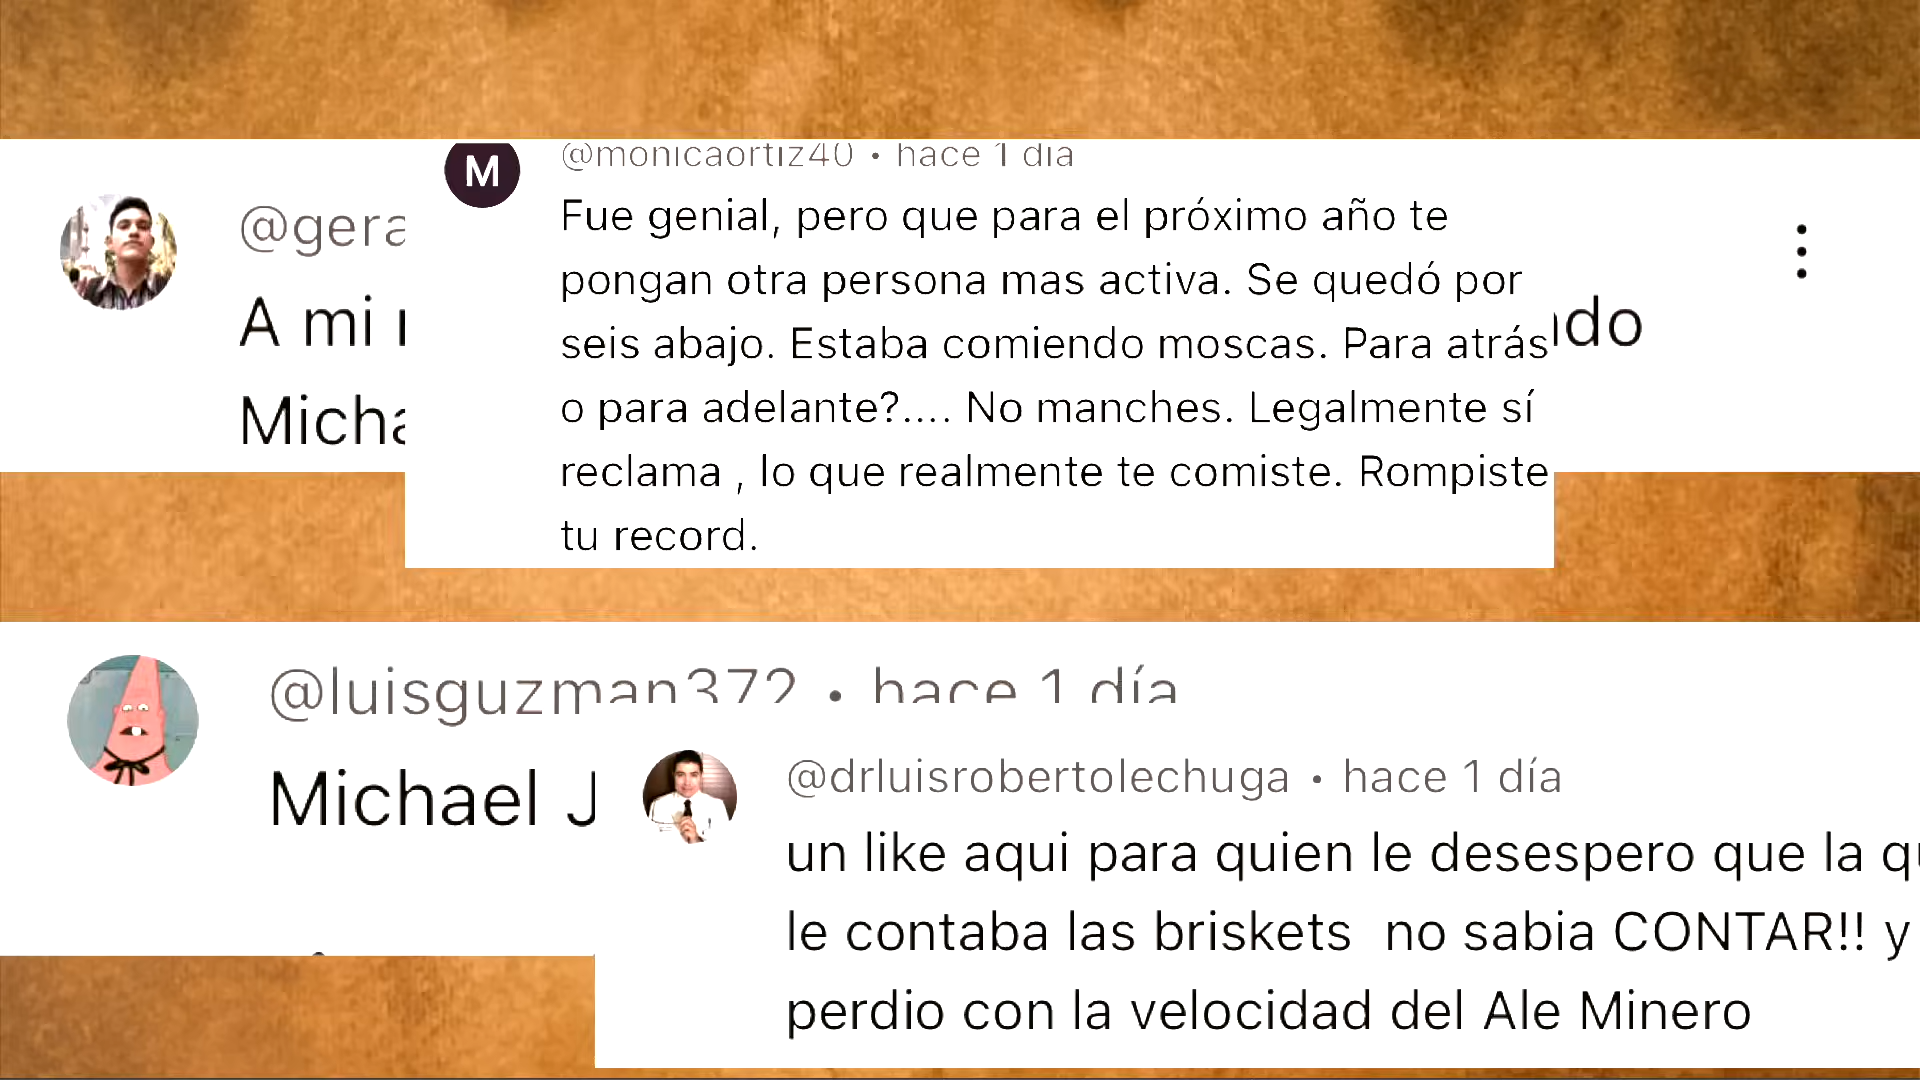 @gera
A mi
ndo
Micha
M
@monicaortiz40 • hace 1 día
Fue genial, pero que para el próximo año te
pongan otra persona mas activa. Se quedó por
seis abajo. Estaba comiendo moscas. Para atrás
o para adelante?.... No manches. Legalmente sí
reclama , lo que realmente te comiste. Rompiste
tu record.
@luisguzman372 • hace 1 día
Michael J
@drluisrobertolechuga • hace 1 día
un like aqui para quien le desespero que la qu
le contaba las briskets no sabia CONTAR!! y
perdio con la velocidad del Ale Minero